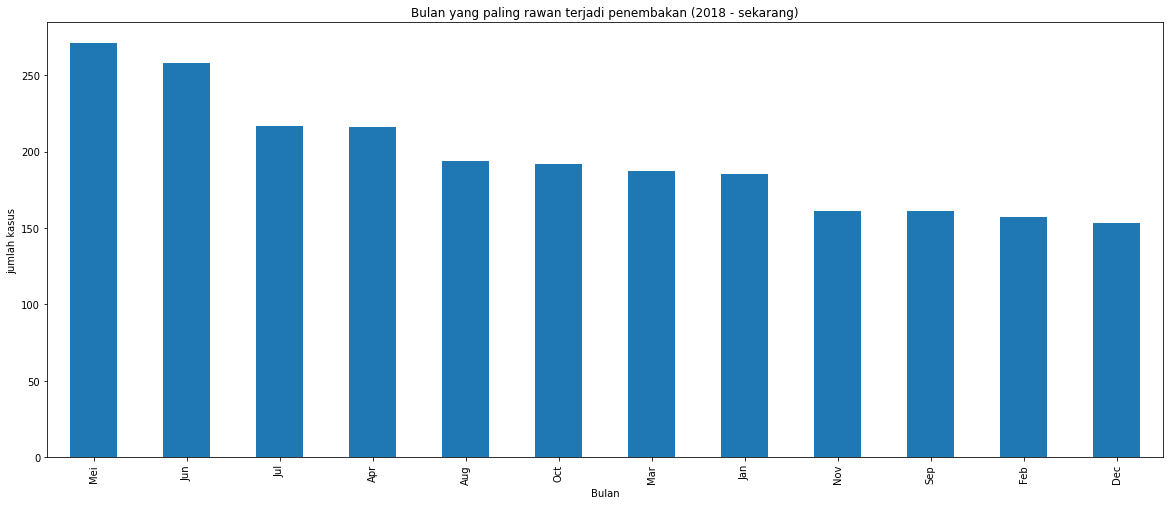 Bulan yang paling rawan terjadi penembakan (2018 - sekarang)
jumlah kasus
250
200
150
100
50
0
Mei
Jun
Jul
Apr
Aug
Oct
Mar
Jan
Nov
Sep
Feb
Dec
Bulan